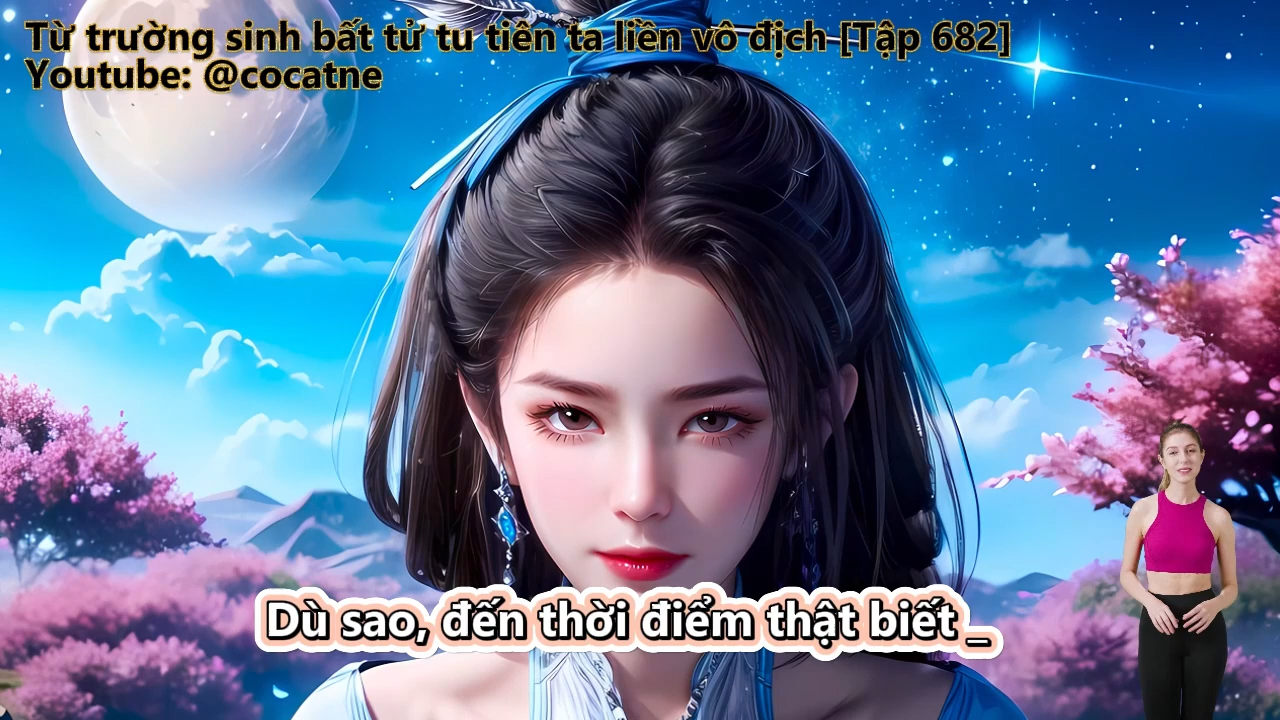 Từ trường sinh bất tử tu tiên ta liền vô địch [Tập 682]
Youtube: @cocatne
Dù sao, đến thời điểm thật biết _